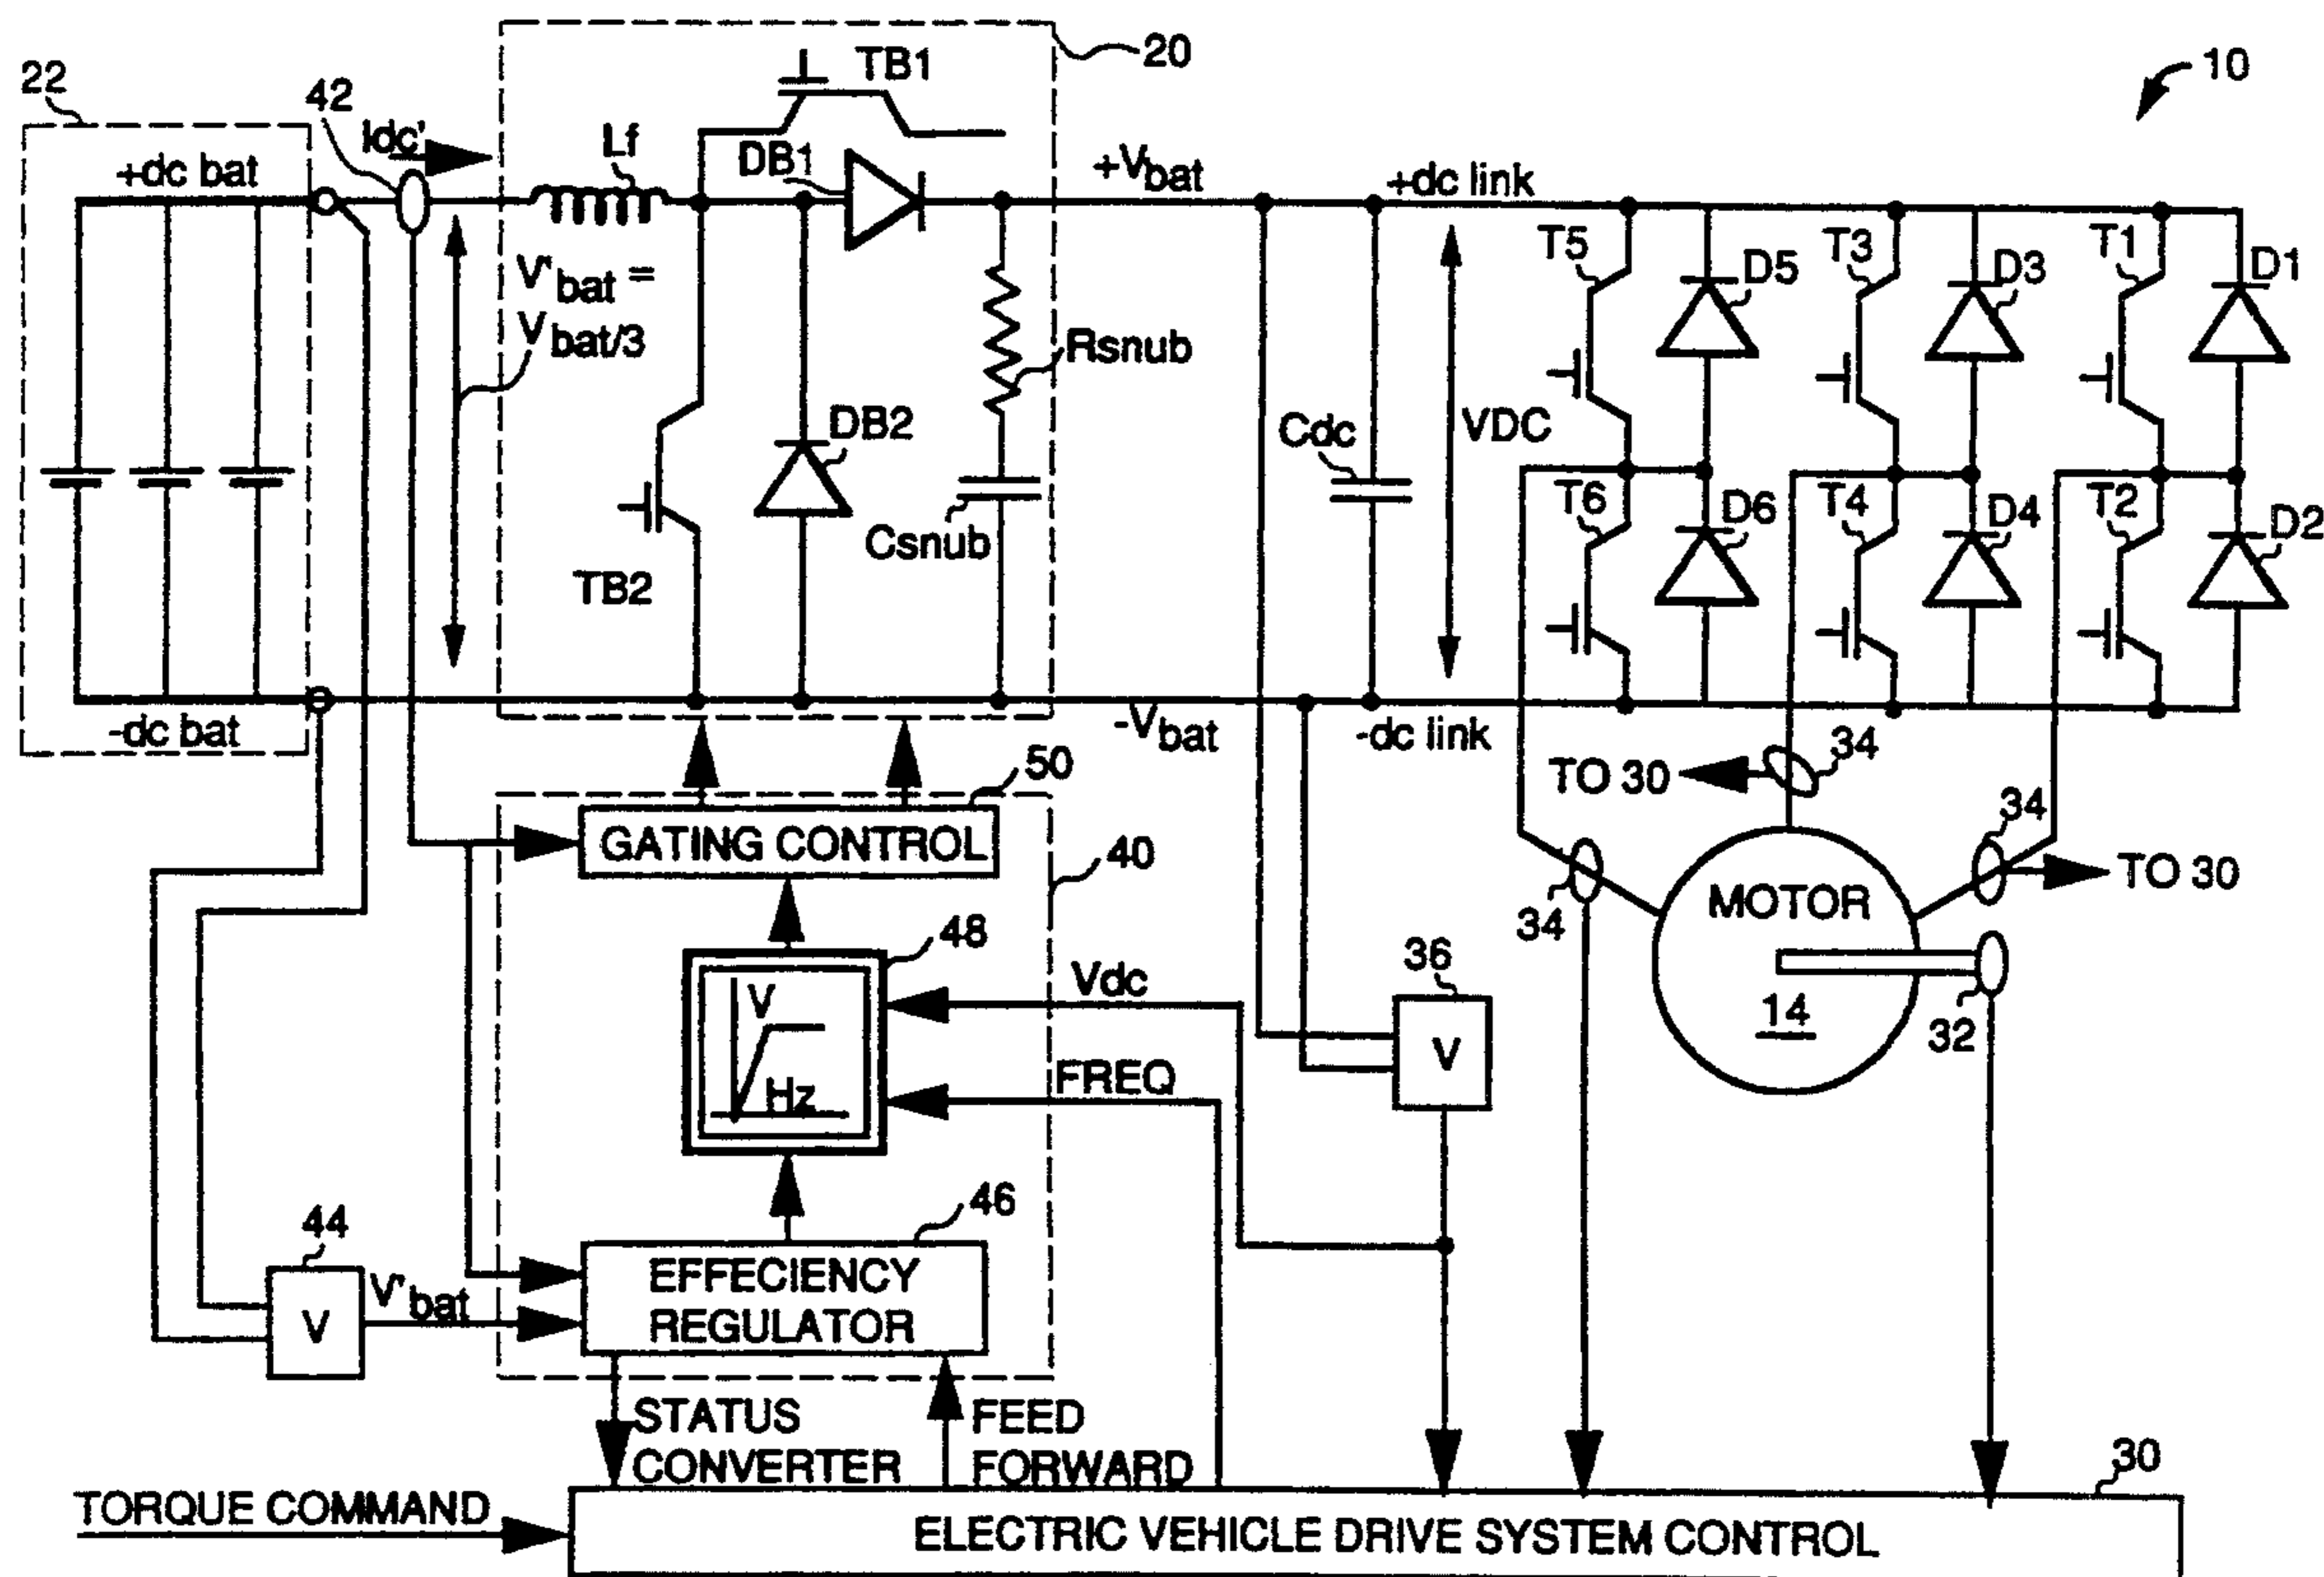 22
42
Idc'
+dc bat
-dc bat
V'bat =
Vbat/3
20
TB1
Lf
DB1
Rsnub
DB2
Csnub
TB2
10
+Vbat
+dc link
-Vbat
-dc link
Cdc
VDC
T5
D5
T3
D3
T1
D1
T6
D6
T4
D4
T2
D2
50
GATING CONTROL
40
48
V
Hz
Vdc
FREQ
46
EFFECIENCY
REGULATOR
44
V
V'bat
36
V
TO 30
34
34
TO 30
34
MOTOR
14
32
STATUS
CONVERTER
FEED
FORWARD
TORQUE COMMAND
30
ELECTRIC VEHICLE DRIVE SYSTEM CONTROL